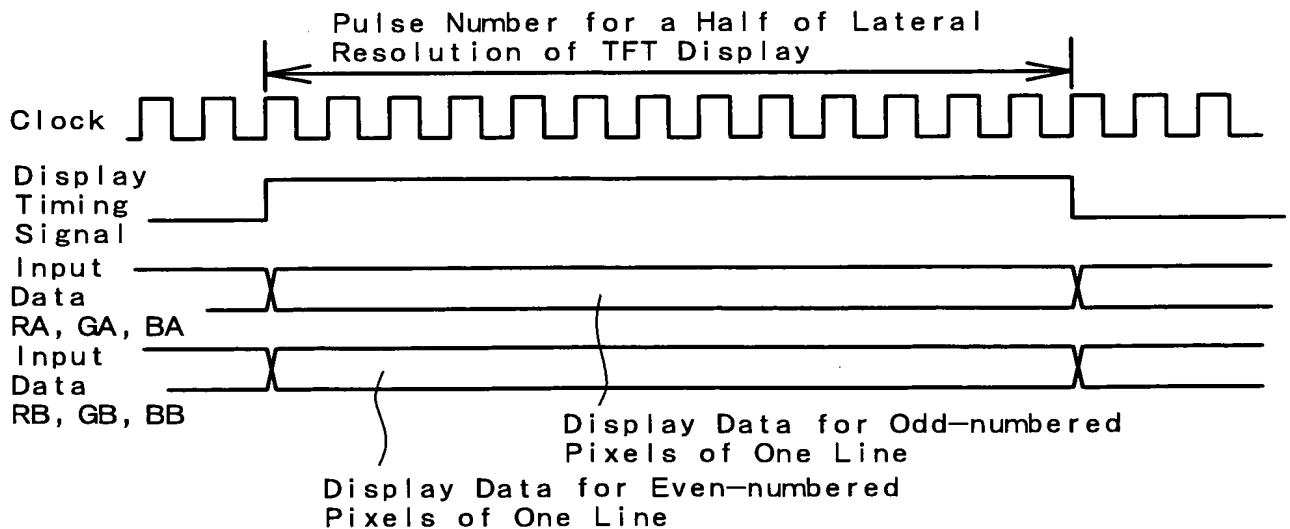 Pulse Number for a Half of Lateral
Resolution of TFT Display
Clock
Display
Timing
Signal
Input
Data
RA, GA, BA
Input
Data
RB, GB, BB
Display Data for Odd—numbered
Pixels of One Line
Display Data for Even—numbered
Pixels of One Line